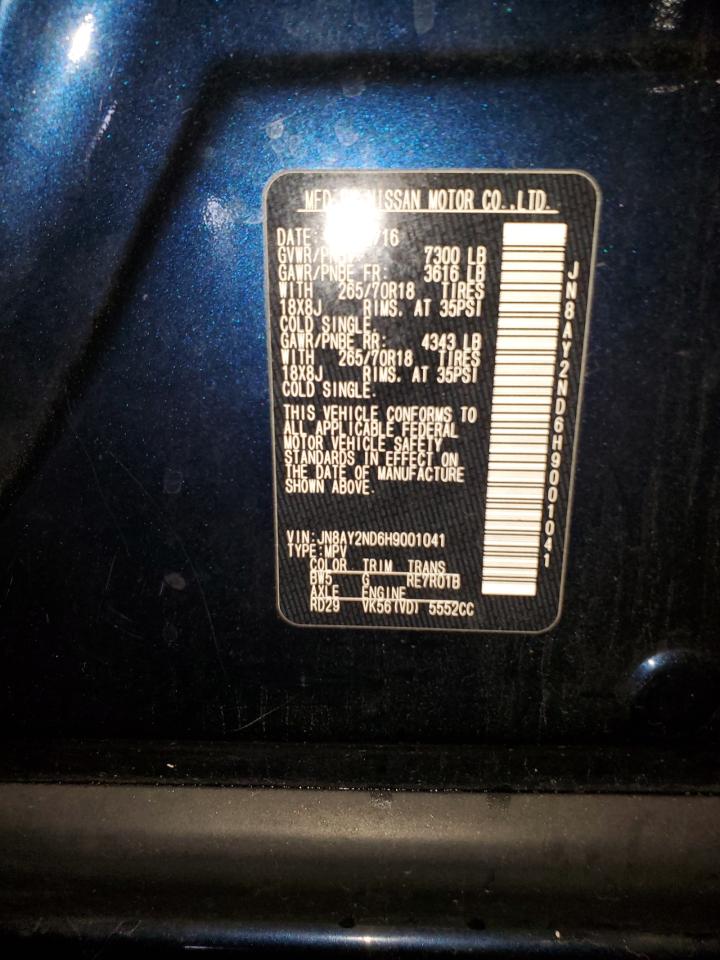 MFD NISSAN MOTOR CO.,LTD.
DATE: /16
GVWR/ 7300 LB
GAWR/PNBE FR: 3616 LB
WITH 265/70R18 TIRES
18X8J RIMS. AT 35PSI
COLD SINGLE.
GAWR/PNBE RR: 4343 LB
WITH 265/70R18 TIRES
18X8J RIMS. AT 35PSI
COLD SINGLE.
THIS VEHICLE CONFORMS TO
ALL APPLICABLE FEDERAL
MOTOR VEHICLE SAFETY
STANDARDS IN EFFECT ON
THE DATE OF MANUFACTURE
SHOWN ABOVE.
VIN:JN8AY2ND6H9001041
TYPE:MPV
COLOR TRIM TRANS
BW5 G RE7R01B
AXLE ENGINE
RD29 VK56(VD) 5552CC
JN8AY2ND6H9001041